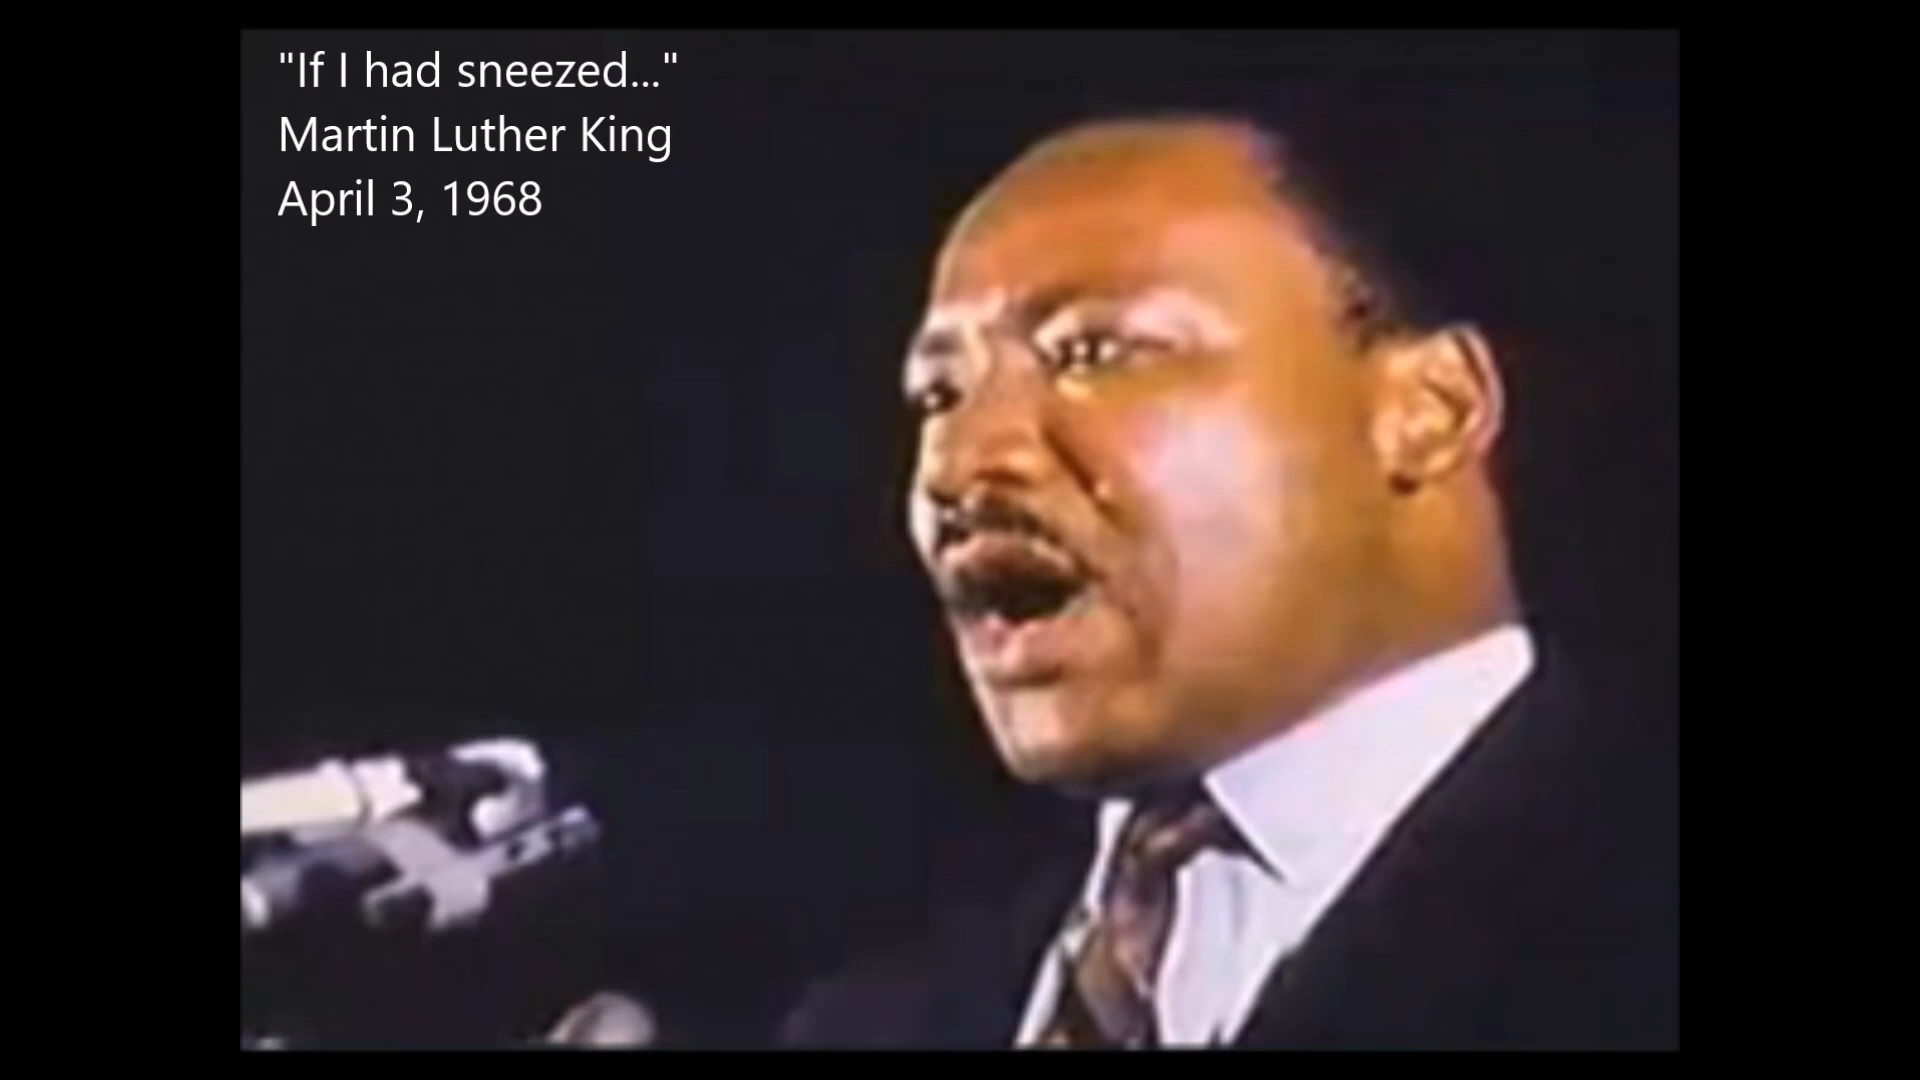 "If I had sneezed..."
Martin Luther King
April 3, 1968